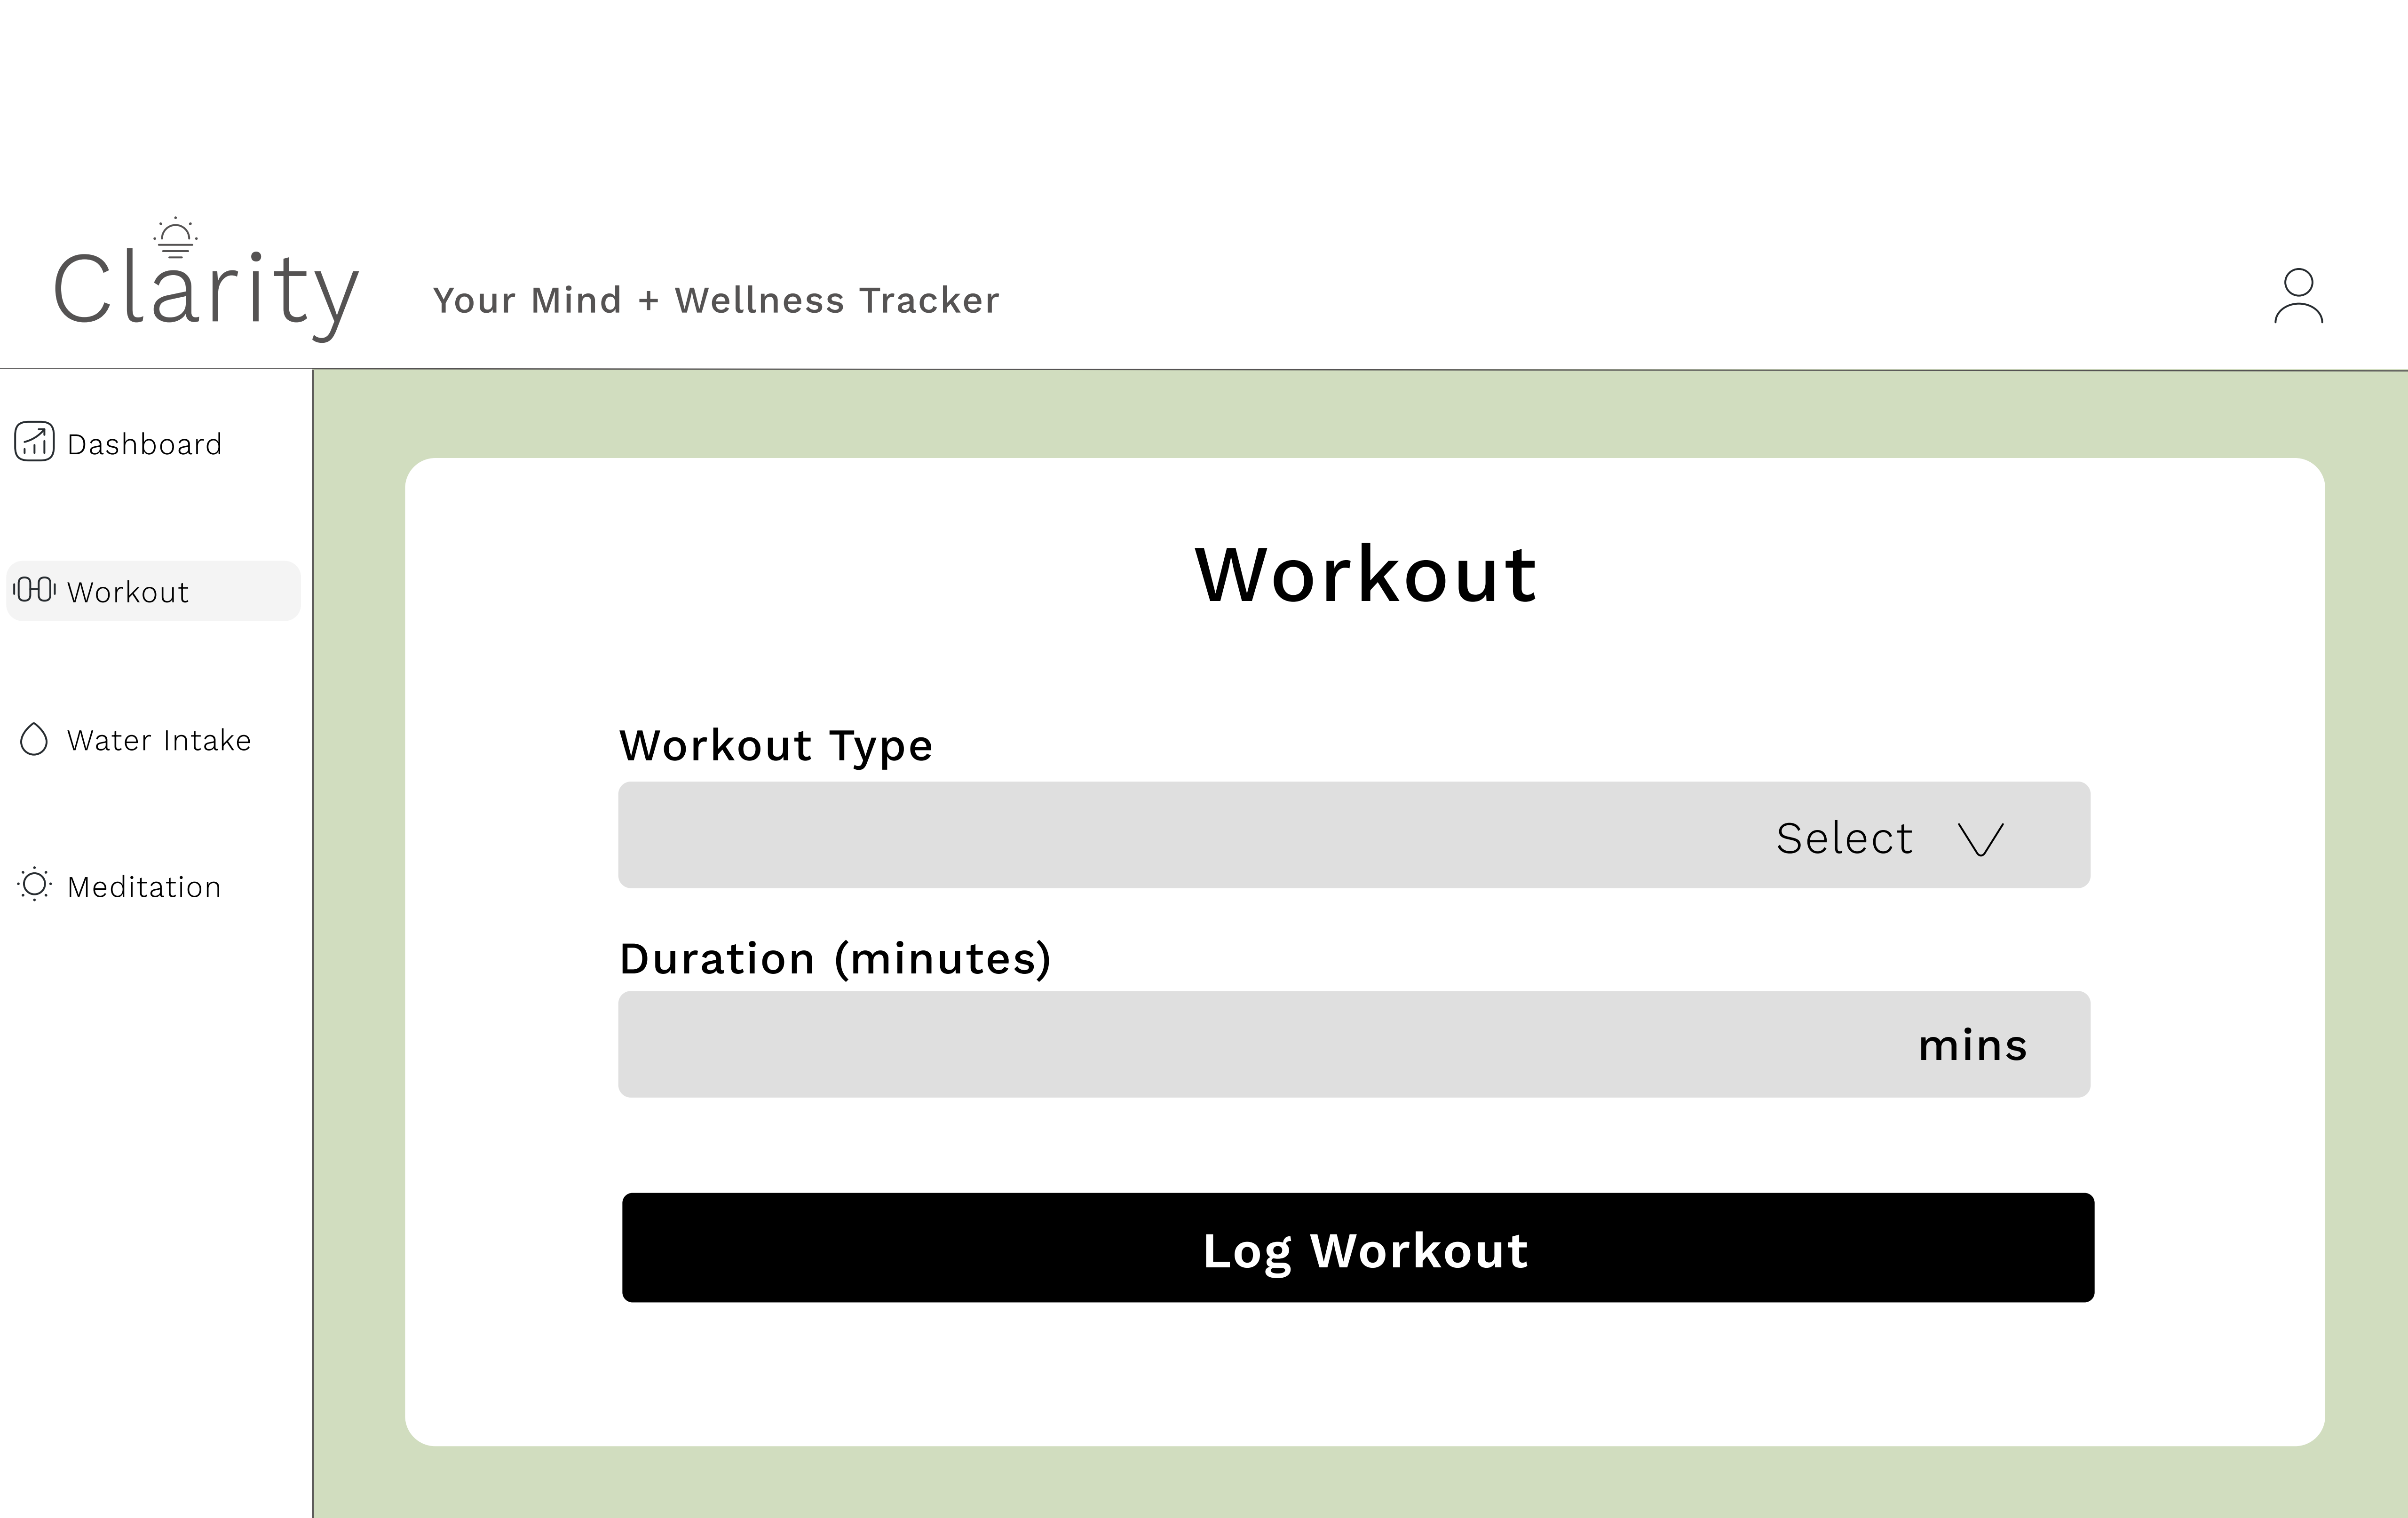 Clarity
Your Mind + Wellness Tracker
Dashboard
Workout
Water Intake
Meditation
Workout
Workout Type
Select
Duration (minutes)
mins
Log Workout